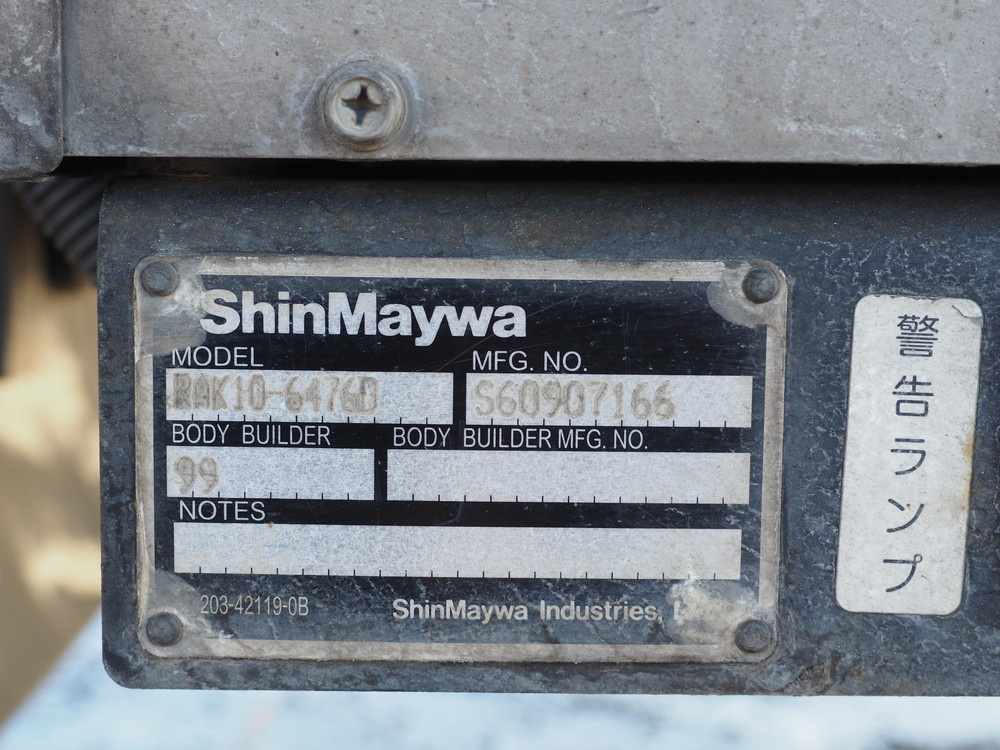 ShinMaywa
MODEL MFG. NO.
RAK10-6476D S60907166
BODY BUILDER BODY BUILDER MFG. NO.
99
NOTES
203-42119-0B ShinMaywa Industries,
警告ランプ